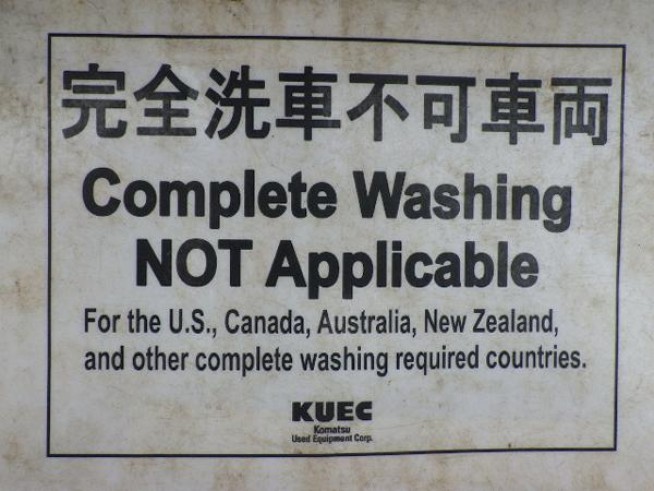 完全洗車不可車両
Complete Washing
NOT Applicable
For the U.S., Canada, Australia, New Zealand,
and other complete washing required countries.
KUEC
Komatsu
Used Equipment Corp.